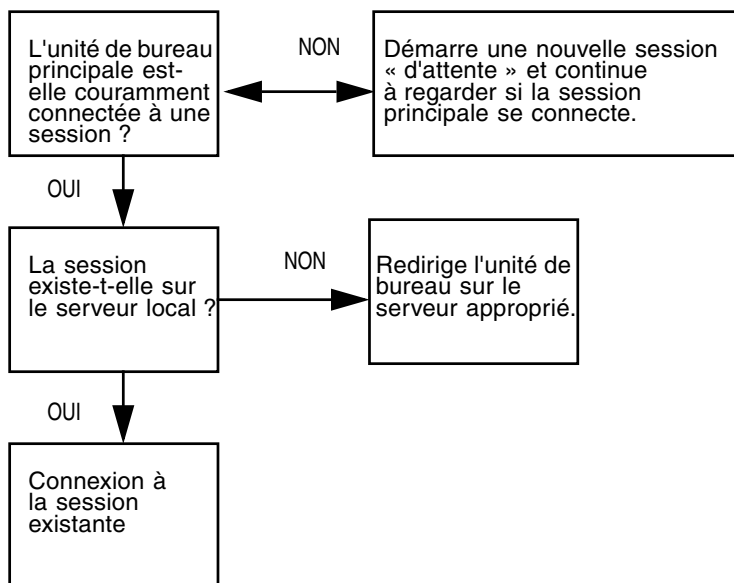 L'unité de bureau
principale est-
elle couramment
connectée à une
session ?
NON
Démarre une nouvelle session
« d'attente » et continue
à regarder si la session
principale se connecte.
OUI
La session
existe-t-elle sur
le serveur local ?
NON
Redirige l'unité de
bureau sur le
serveur approprié.
OUI
Connexion à
la session
existante